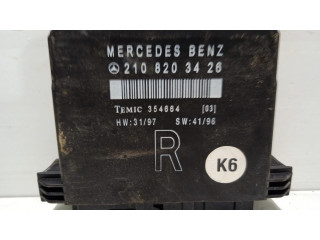 MERCEDES BENZ
210 820 34 26
TEMIC 354664 [03]
HW: 31/97 SW: 41/96
R
K6